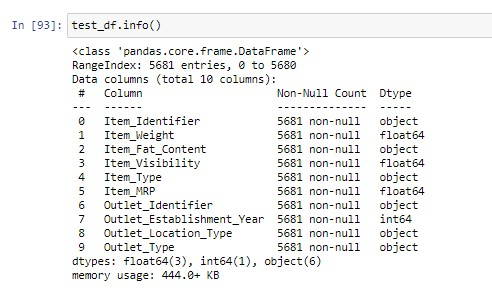 In [93]: test_df.info()
<class 'pandas.core.frame.DataFrame'>
RangeIndex: 5681 entries, 0 to 5680
Data columns (total 10 columns):
 #   Column                     Non-Null Count  Dtype
---  ------                     --------------  -----
 0   Item_Identifier            5681 non-null   object
 1   Item_Weight                5681 non-null   float64
 2   Item_Fat_Content           5681 non-null   object
 3   Item_Visibility            5681 non-null   float64
 4   Item_Type                  5681 non-null   object
 5   Item_MRP                   5681 non-null   float64
 6   Outlet_Identifier          5681 non-null   object
 7   Outlet_Establishment_Year  5681 non-null   int64
 8   Outlet_Location_Type       5681 non-null   object
 9   Outlet_Type                5681 non-null   object
dtypes: float64(3), int64(1), object(6)
memory usage: 444.0+ KB